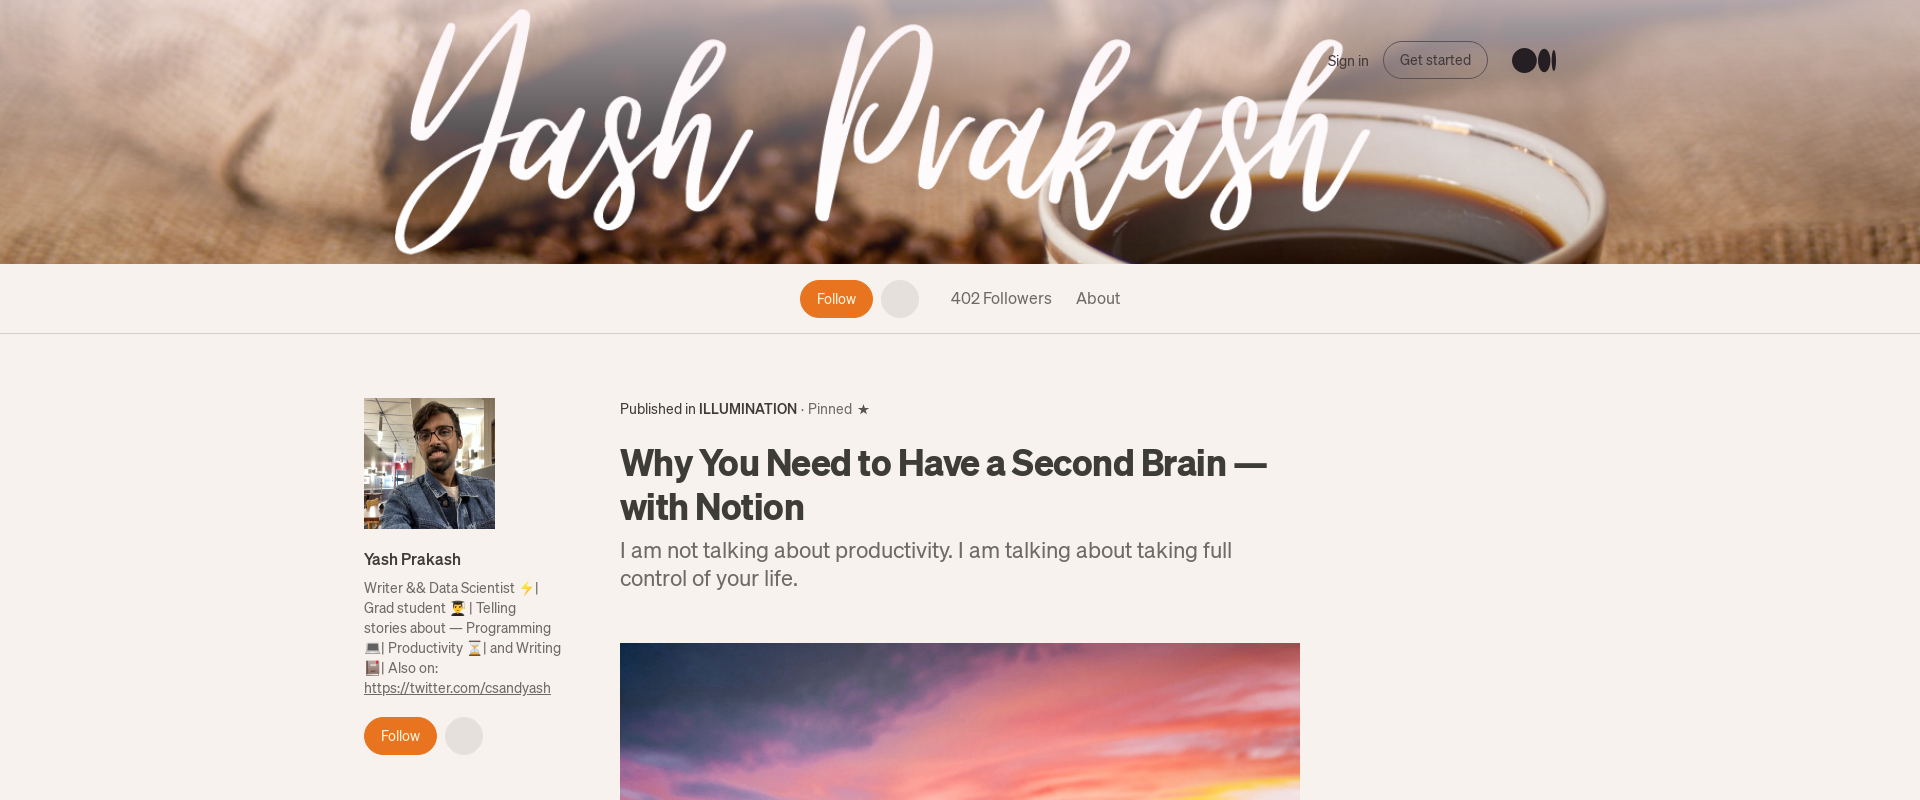 Yash Prakash
Sign in
Get started
Follow
402 Followers
About
Published in ILLUMINATION · Pinned ★
Why You Need to Have a Second Brain —
with Notion
I am not talking about productivity. I am talking about taking full
control of your life.
Yash Prakash
Writer && Data Scientist ⚡|
Grad student 👨‍🎓 | Telling
stories about — Programming
💻| Productivity ⌛| and Writing
📔| Also on:
https://twitter.com/csandyash
Follow